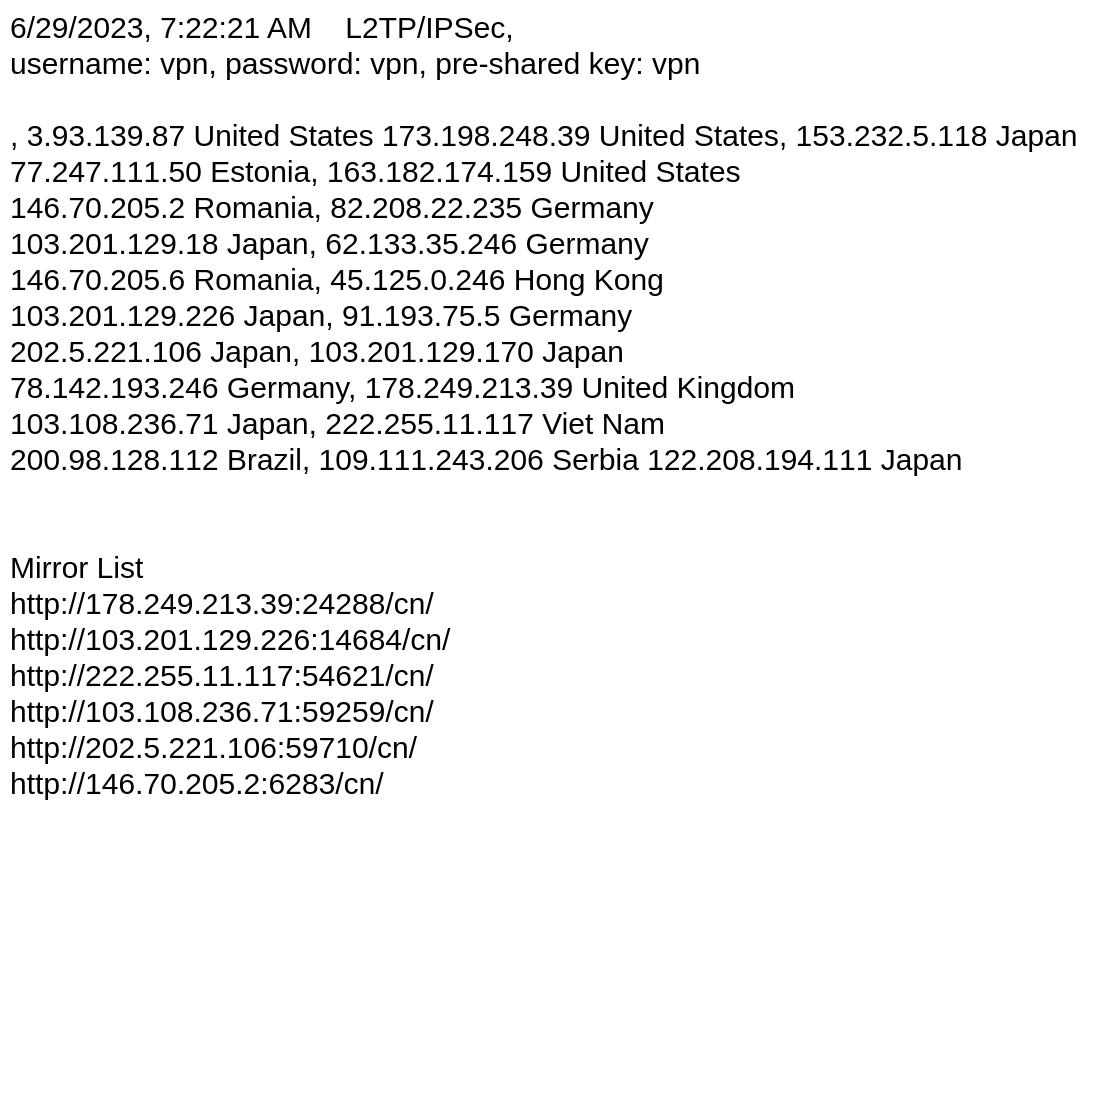 6/29/2023, 7:22:21 AM    L2TP/IPSec,
username: vpn, password: vpn, pre-shared key: vpn
, 3.93.139.87 United States 173.198.248.39 United States, 153.232.5.118 Japan
77.247.111.50 Estonia, 163.182.174.159 United States
146.70.205.2 Romania, 82.208.22.235 Germany
103.201.129.18 Japan, 62.133.35.246 Germany
146.70.205.6 Romania, 45.125.0.246 Hong Kong
103.201.129.226 Japan, 91.193.75.5 Germany
202.5.221.106 Japan, 103.201.129.170 Japan
78.142.193.246 Germany, 178.249.213.39 United Kingdom
103.108.236.71 Japan, 222.255.11.117 Viet Nam
200.98.128.112 Brazil, 109.111.243.206 Serbia 122.208.194.111 Japan
Mirror List
http://178.249.213.39:24288/cn/
http://103.201.129.226:14684/cn/
http://222.255.11.117:54621/cn/
http://103.108.236.71:59259/cn/
http://202.5.221.106:59710/cn/
http://146.70.205.2:6283/cn/